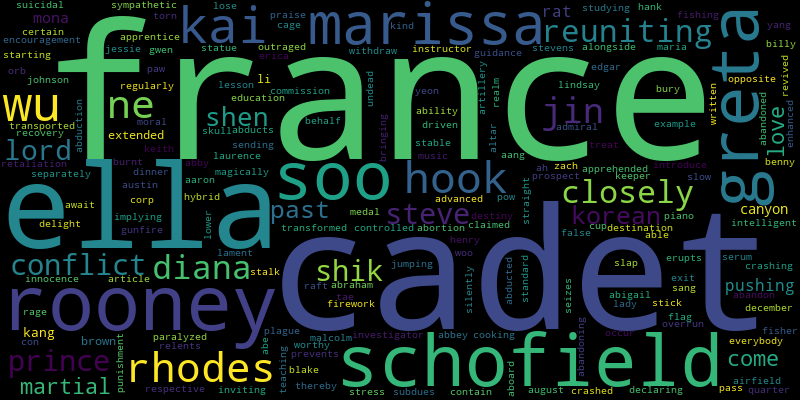 suicidal sympathetic torn lose praise rat studying hank fishing yang
mona certain apprentice kai marissa kind reuniting greta billy
encouragement jessie gwen statue outraged cage withdraw instructor stevens alongside maria
starting france erica guidance edgar opposite revived
orb paw lesson li commission undead artillery realm lindsay bury
johnson regularly education yeon ability jin written abandoned enhanced
wu ne moral shen behalf driven admiral example love
transported extended skull abducts bringing stable altar treat
recovery abduction keith sending music
lord burnt laurence aang zach apprehended introduce benny
retaliation abby soo hook ah keeper slow
separately dinner magically prospect
ella austin aaron pow closely canyon
await corp hybrid advanced straight
delight implying lower past medal steve destiny korean piano intelligent
gunfire transformed controlled abortion claimed false cup destination
conflict lament henry able
diana stalk shik jumping woo cadet slap erupts serum crashing
innocence article abraham silently abducted standard exit pushing
rooney raft tae seizes abigail sang abandon
rage firework lady stick december
kang paralyzed plague malcolm investigator abbey cooking flag overrun fisher
con brown relents abe worthy occur everybody
prince punishment rhodes prevents schofield abandoning come
blake teaching aboard airfield
martial respective inviting thereby stress subdues contain august crashed declaring pass quarter